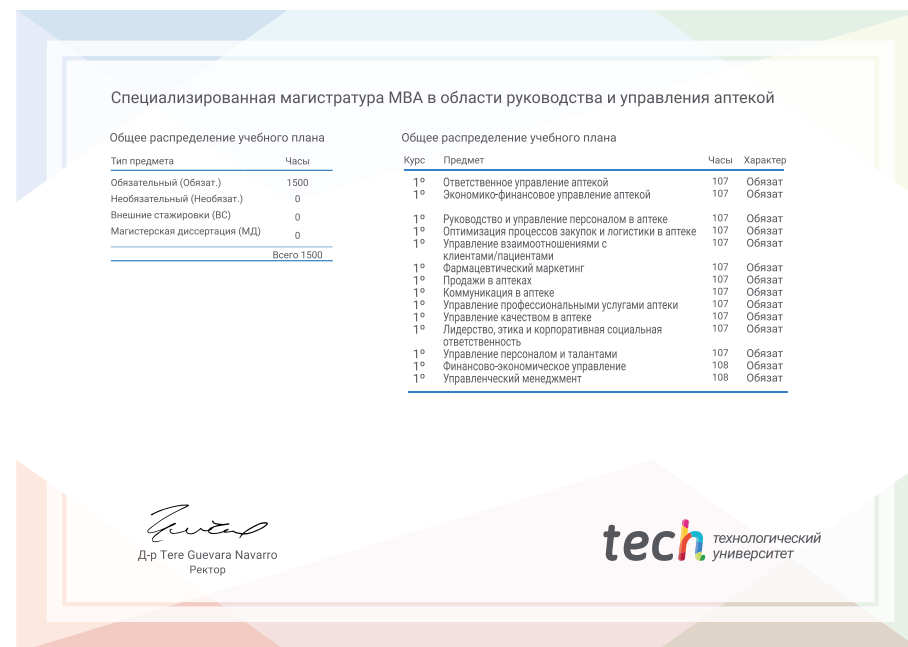 Специализированная магистратура МВА в области руководства и управления аптекой
Общее распределение учебного плана
Тип предмета Часы
Обязательный (Обязат.) 1500
Необязательный (Необязат.) 0
Внешние стажировки (ВС) 0
Магистерская диссертация (МД) 0
Всего 1500
Общее распределение учебного плана
Курс Предмет Часы Характер
1º Ответственное управление аптекой 107 Обязат
1º Экономико-финансовое управление аптекой 107 Обязат
1º Руководство и управление персоналом в аптеке 107 Обязат
1º Оптимизация процессов закупок и логистики в аптеке 107 Обязат
1º Управление взаимоотношениями с 107 Обязат
клиентами/пациентами
1º Фармацевтический маркетинг 107 Обязат
1º Продажи в аптеках 107 Обязат
1º Коммуникация в аптеке 107 Обязат
1º Управление профессиональными услугами аптеки 107 Обязат
1º Управление качеством в аптеке 107 Обязат
1º Лидерство, этика и корпоративная социальная 107 Обязат
ответственность
1º Управление персоналом и талантами 107 Обязат
1º Финансово-экономическое управление 108 Обязат
1º Управленческий менеджмент 108 Обязат
Д-р Tere Guevara Navarro
Ректор
tech технологический
университет